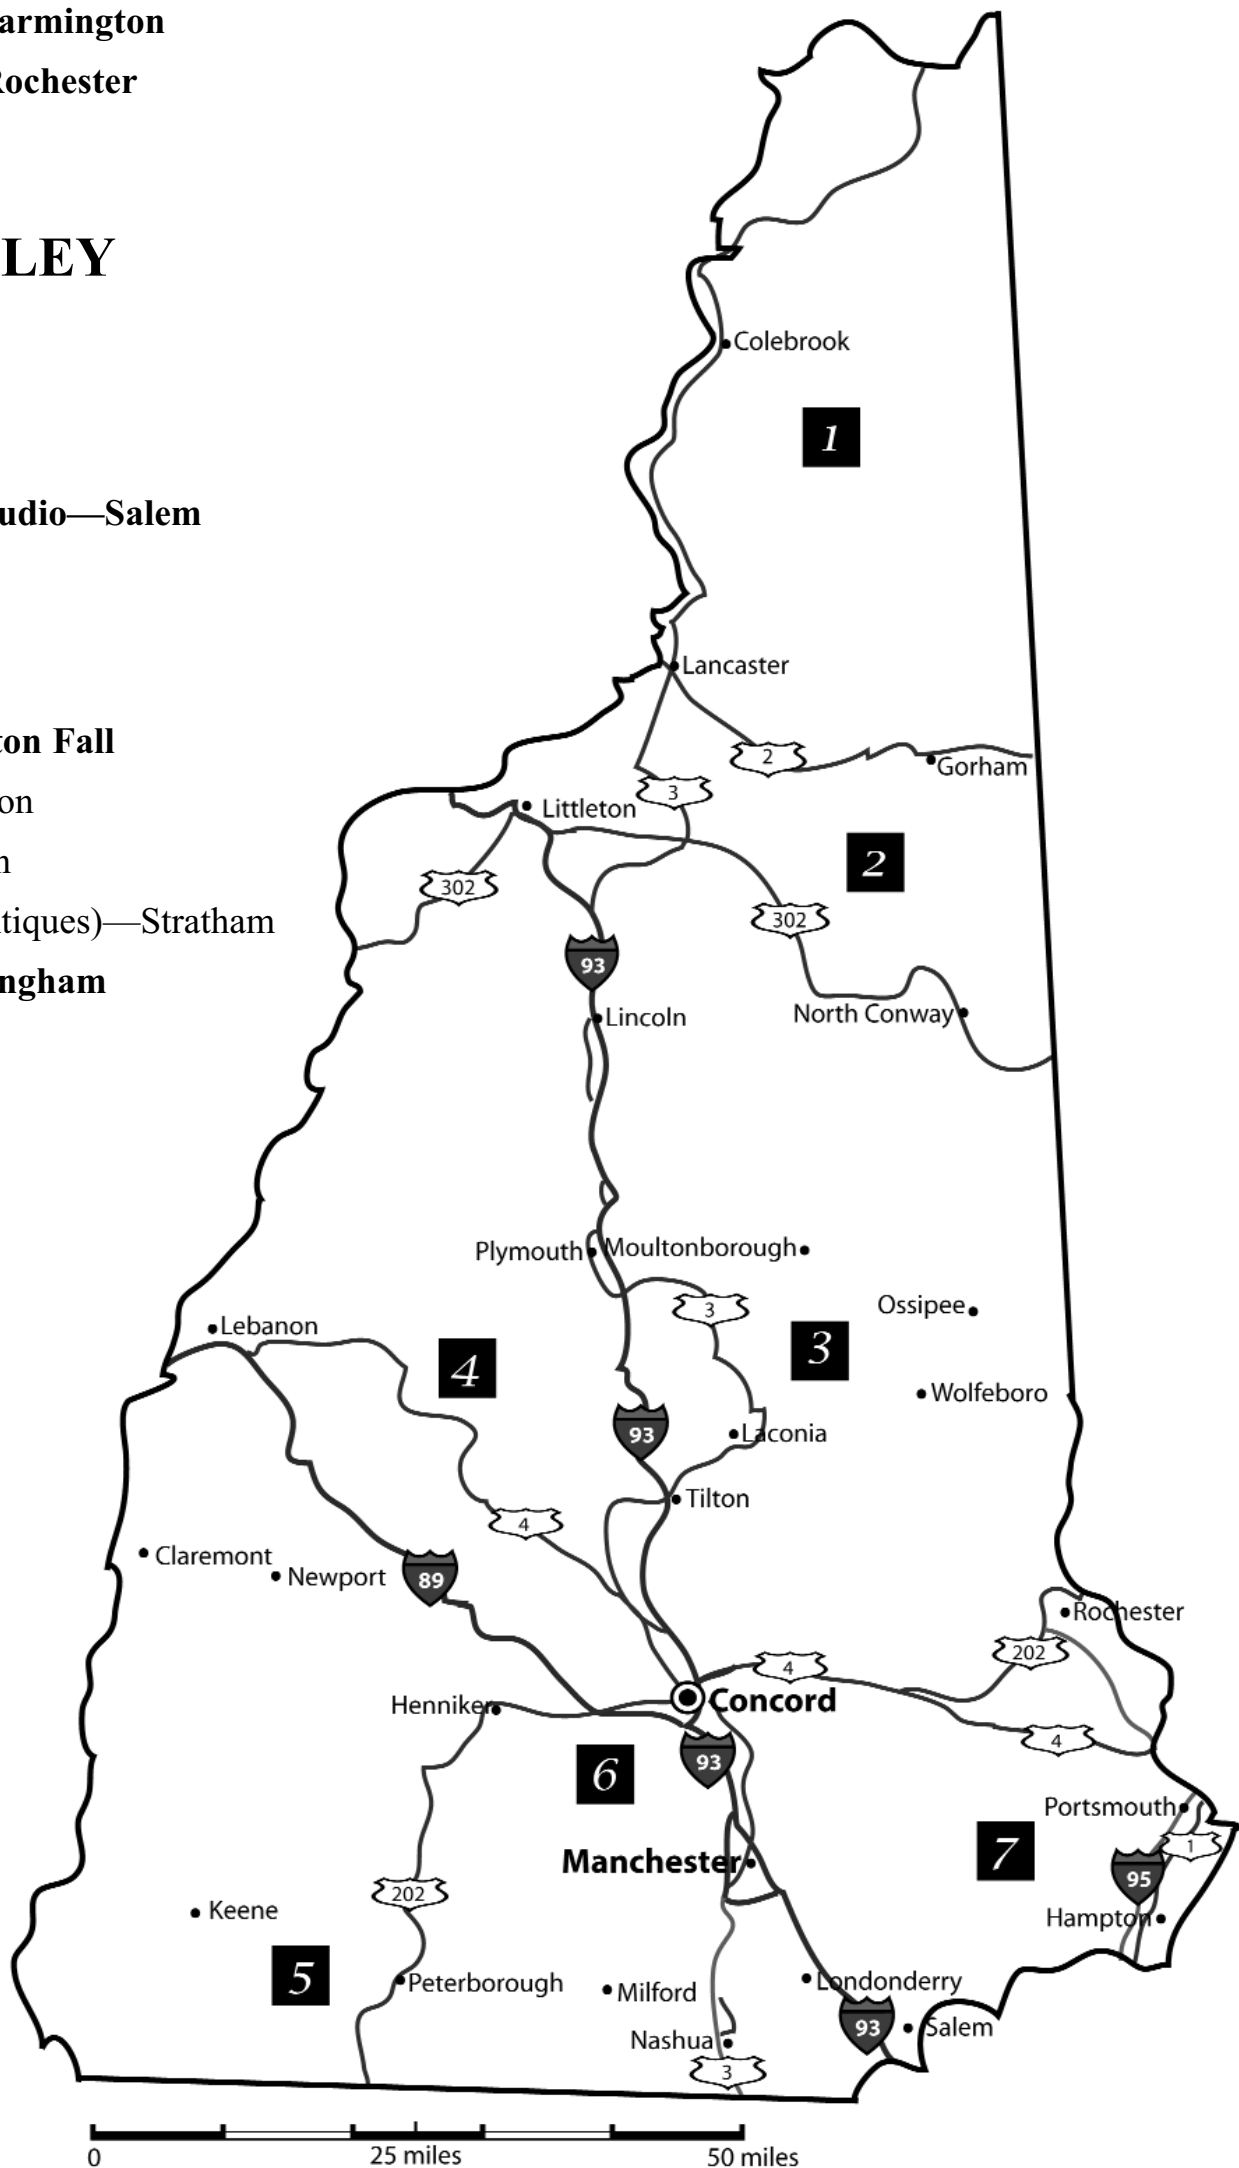 armington
Rochester
LEY
udio—Salem
ton Fall
on
n
tiques)—Stratham
ngham
Colebrook
1
Lancaster
2
Gorham
3
Littleton
2
302
302
93
North Conway
Lincoln
Plymouth
Moultonborough
3
Ossipee
Lebanon
4
3
Wolfeboro
93
Laconia
Tilton
4
Claremont
Newport
89
Rochester
202
4
Henniker
Concord
4
93
6
Portsmouth
7
1
Manchester
95
202
Keene
Hampton
5
Peterborough
Milford
Londonderry
93
Salem
Nashua
3
0
25 miles
50 miles